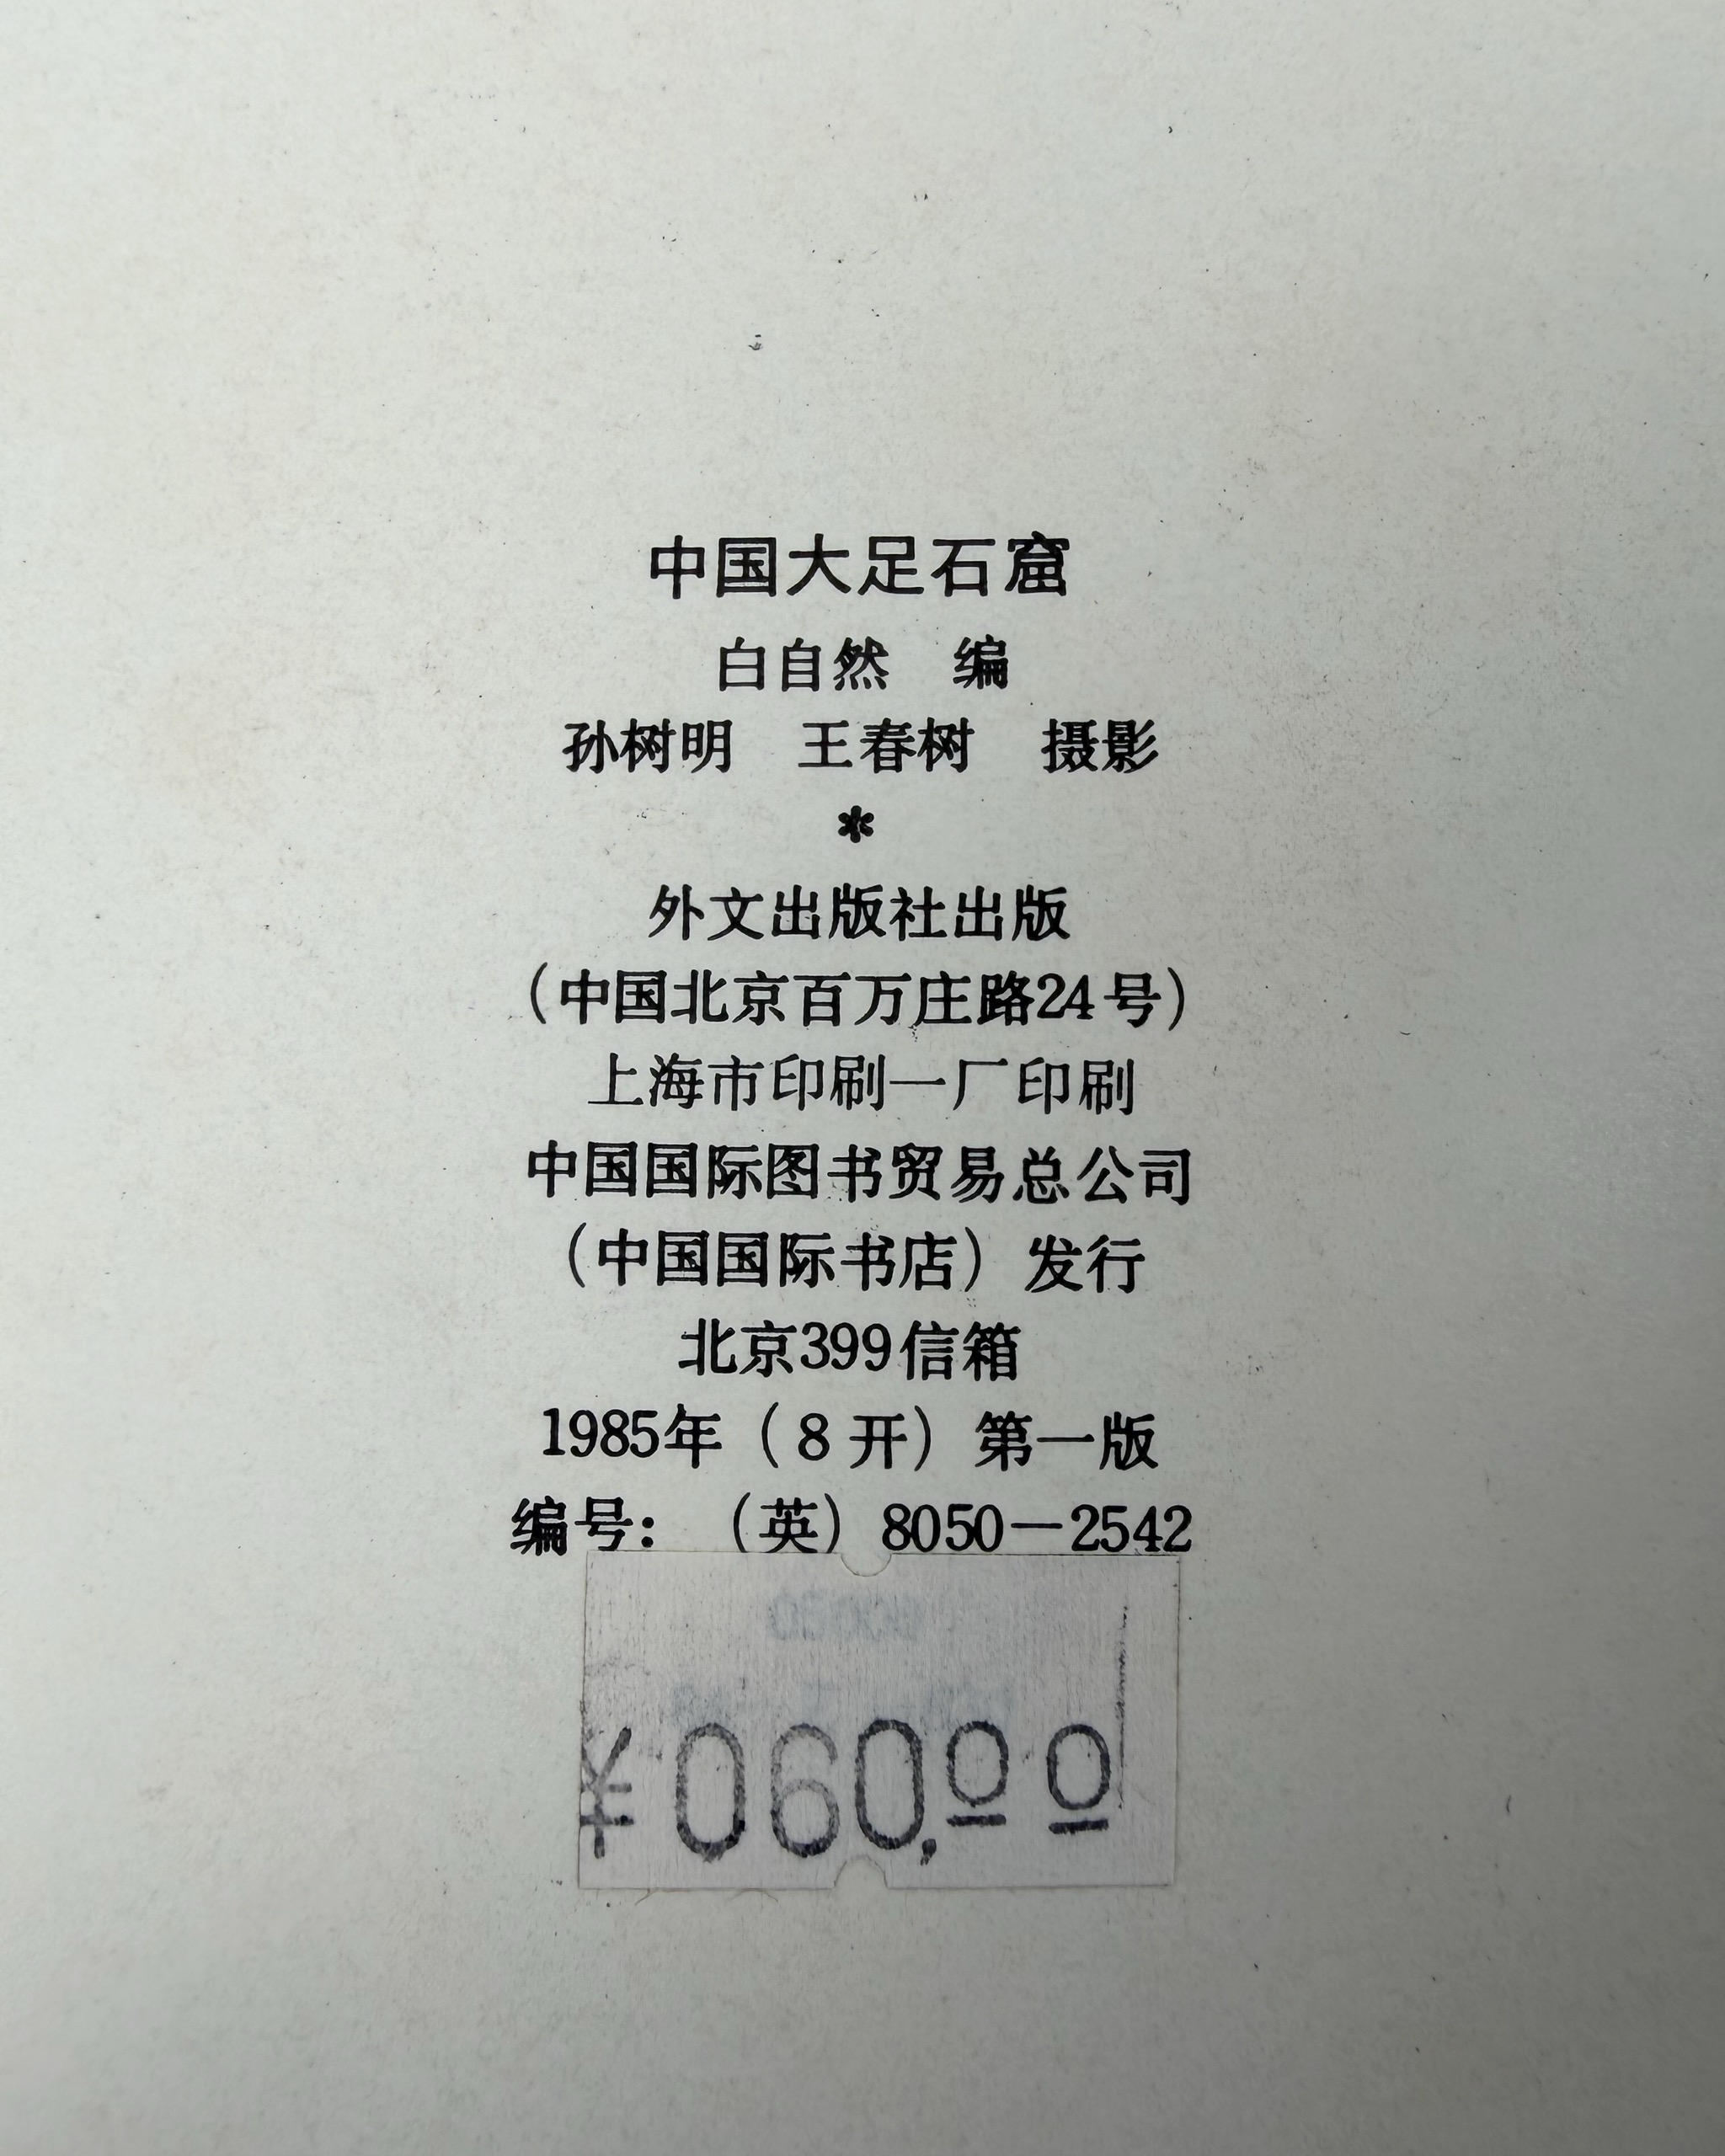 中国大足石窟
白自然　编
孙树明　王春树　摄影
*
外文出版社出版
（中国北京百万庄路24号）
上海市印刷一厂印刷
中国国际图书贸易总公司
（中国国际书店）发行
北京399信箱
1985年（8开）第一版
编号：（英）8050—2542
¥060,00